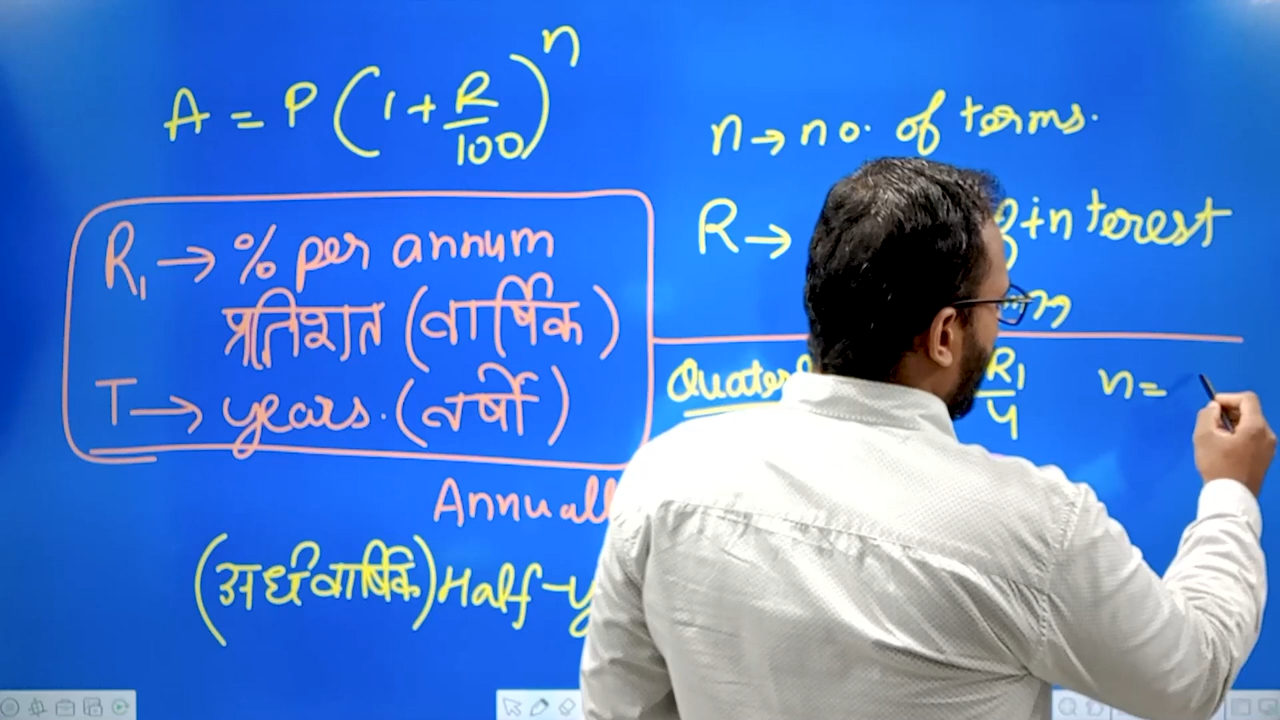 A = P (1 + R/100)^n
R₁ → % per annum
प्रतिशत (वार्षिक)
T → years. (वर्षो)
Annuall
(अर्धवार्षिक) Half-y
n → no. of terms.
R → interest
Quaterl R₁/4 n =